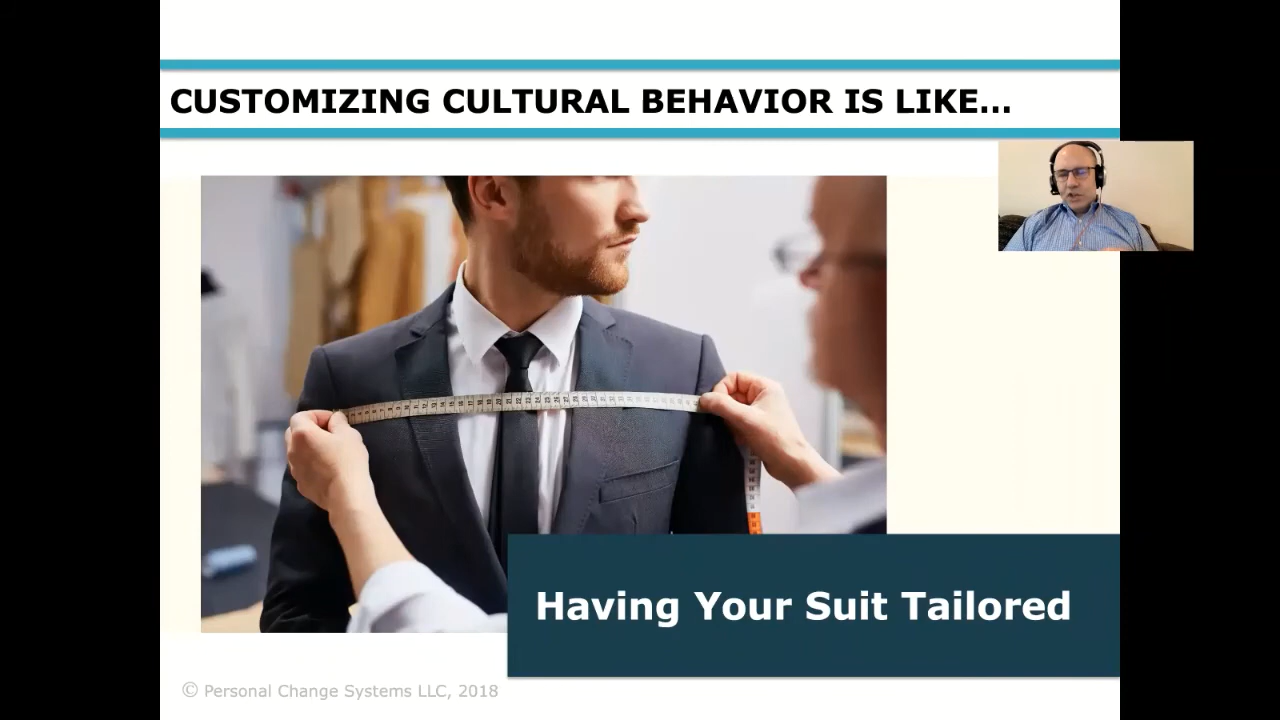 CUSTOMIZING CULTURAL BEHAVIOR IS LIKE...
Having Your Suit Tailored
© Personal Change Systems LLC, 2018